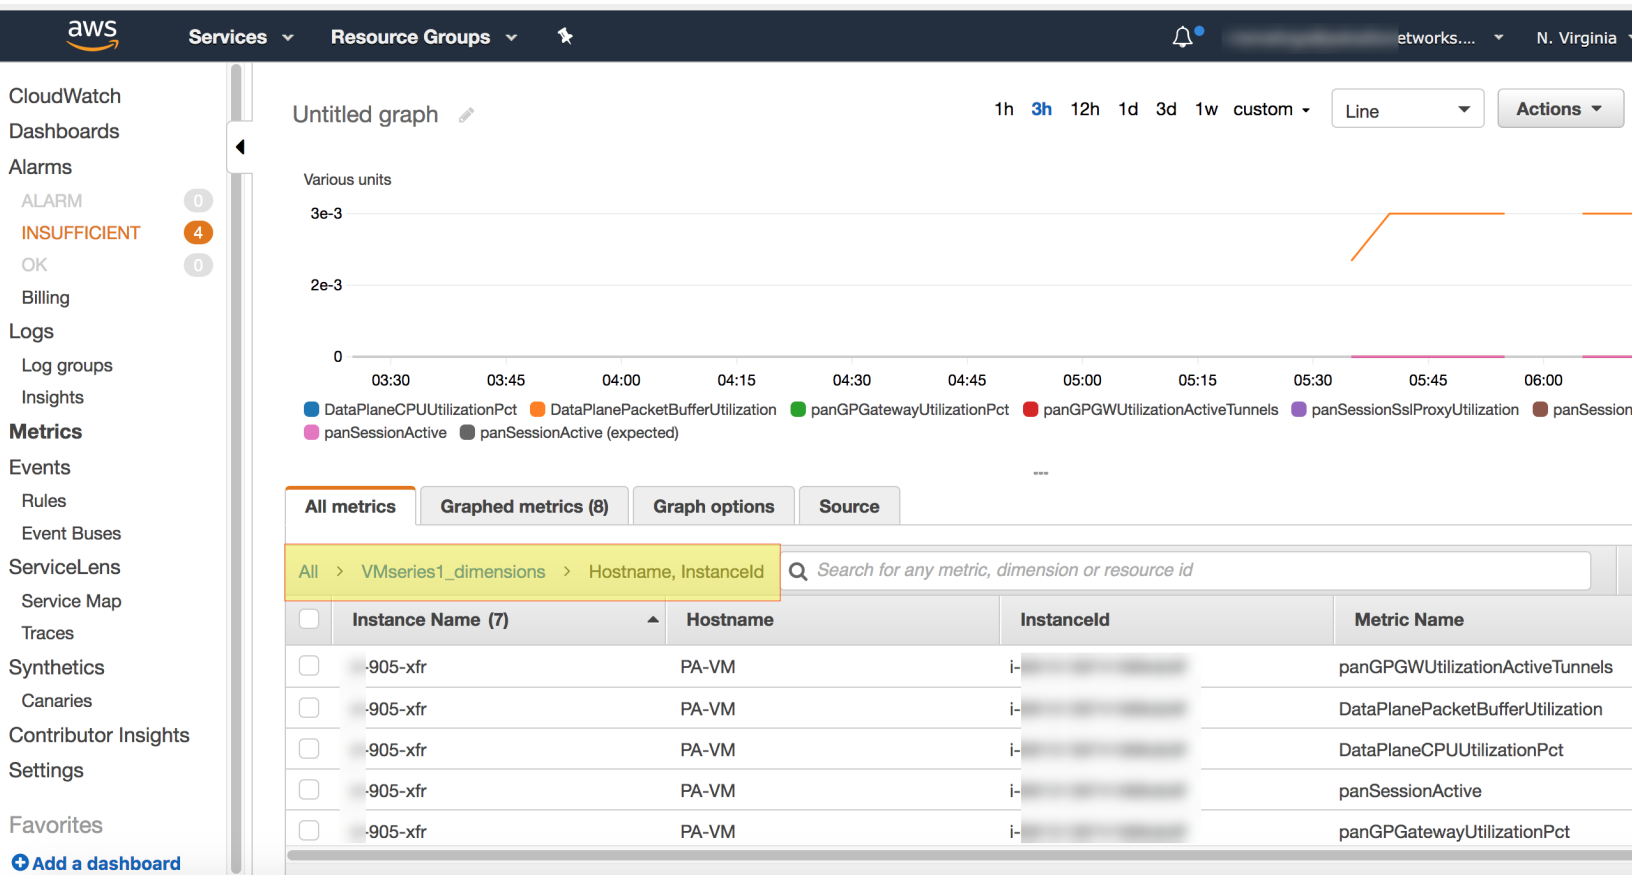 aws Services Resource Groups etworks.... N. Virginia
CloudWatch
Dashboards
Alarms
ALARM 0
INSUFFICIENT 4
OK 0
Billing
Logs
Log groups
Insights
Metrics
Events
Rules
Event Buses
ServiceLens
Service Map
Traces
Synthetics
Canaries
Contributor Insights
Settings
Favorites
Add a dashboard
Untitled graph 1h 3h 12h 1d 3d 1w custom Line Actions
Various units
3e-3
2e-3
0
03:30 03:45 04:00 04:15 04:30 04:45 05:00 05:15 05:30 05:45 06:00
DataPlaneCPUUtilizationPct DataPlanePacketBufferUtilization panGPGatewayUtilizationPct panGPGWUtilizationActiveTunnels panSessionSslProxyUtilization panSession
panSessionActive panSessionActive (expected)
All metrics Graphed metrics (8) Graph options Source
All > VMseries1_dimensions > Hostname, InstanceId Search for any metric, dimension or resource id
Instance Name (7) Hostname InstanceId Metric Name
-905-xfr PA-VM i- panGPGWUtilizationActiveTunnels
-905-xfr PA-VM i- DataPlanePacketBufferUtilization
-905-xfr PA-VM i- DataPlaneCPUUtilizationPct
-905-xfr PA-VM i- panSessionActive
-905-xfr PA-VM i- panGPGatewayUtilizationPct